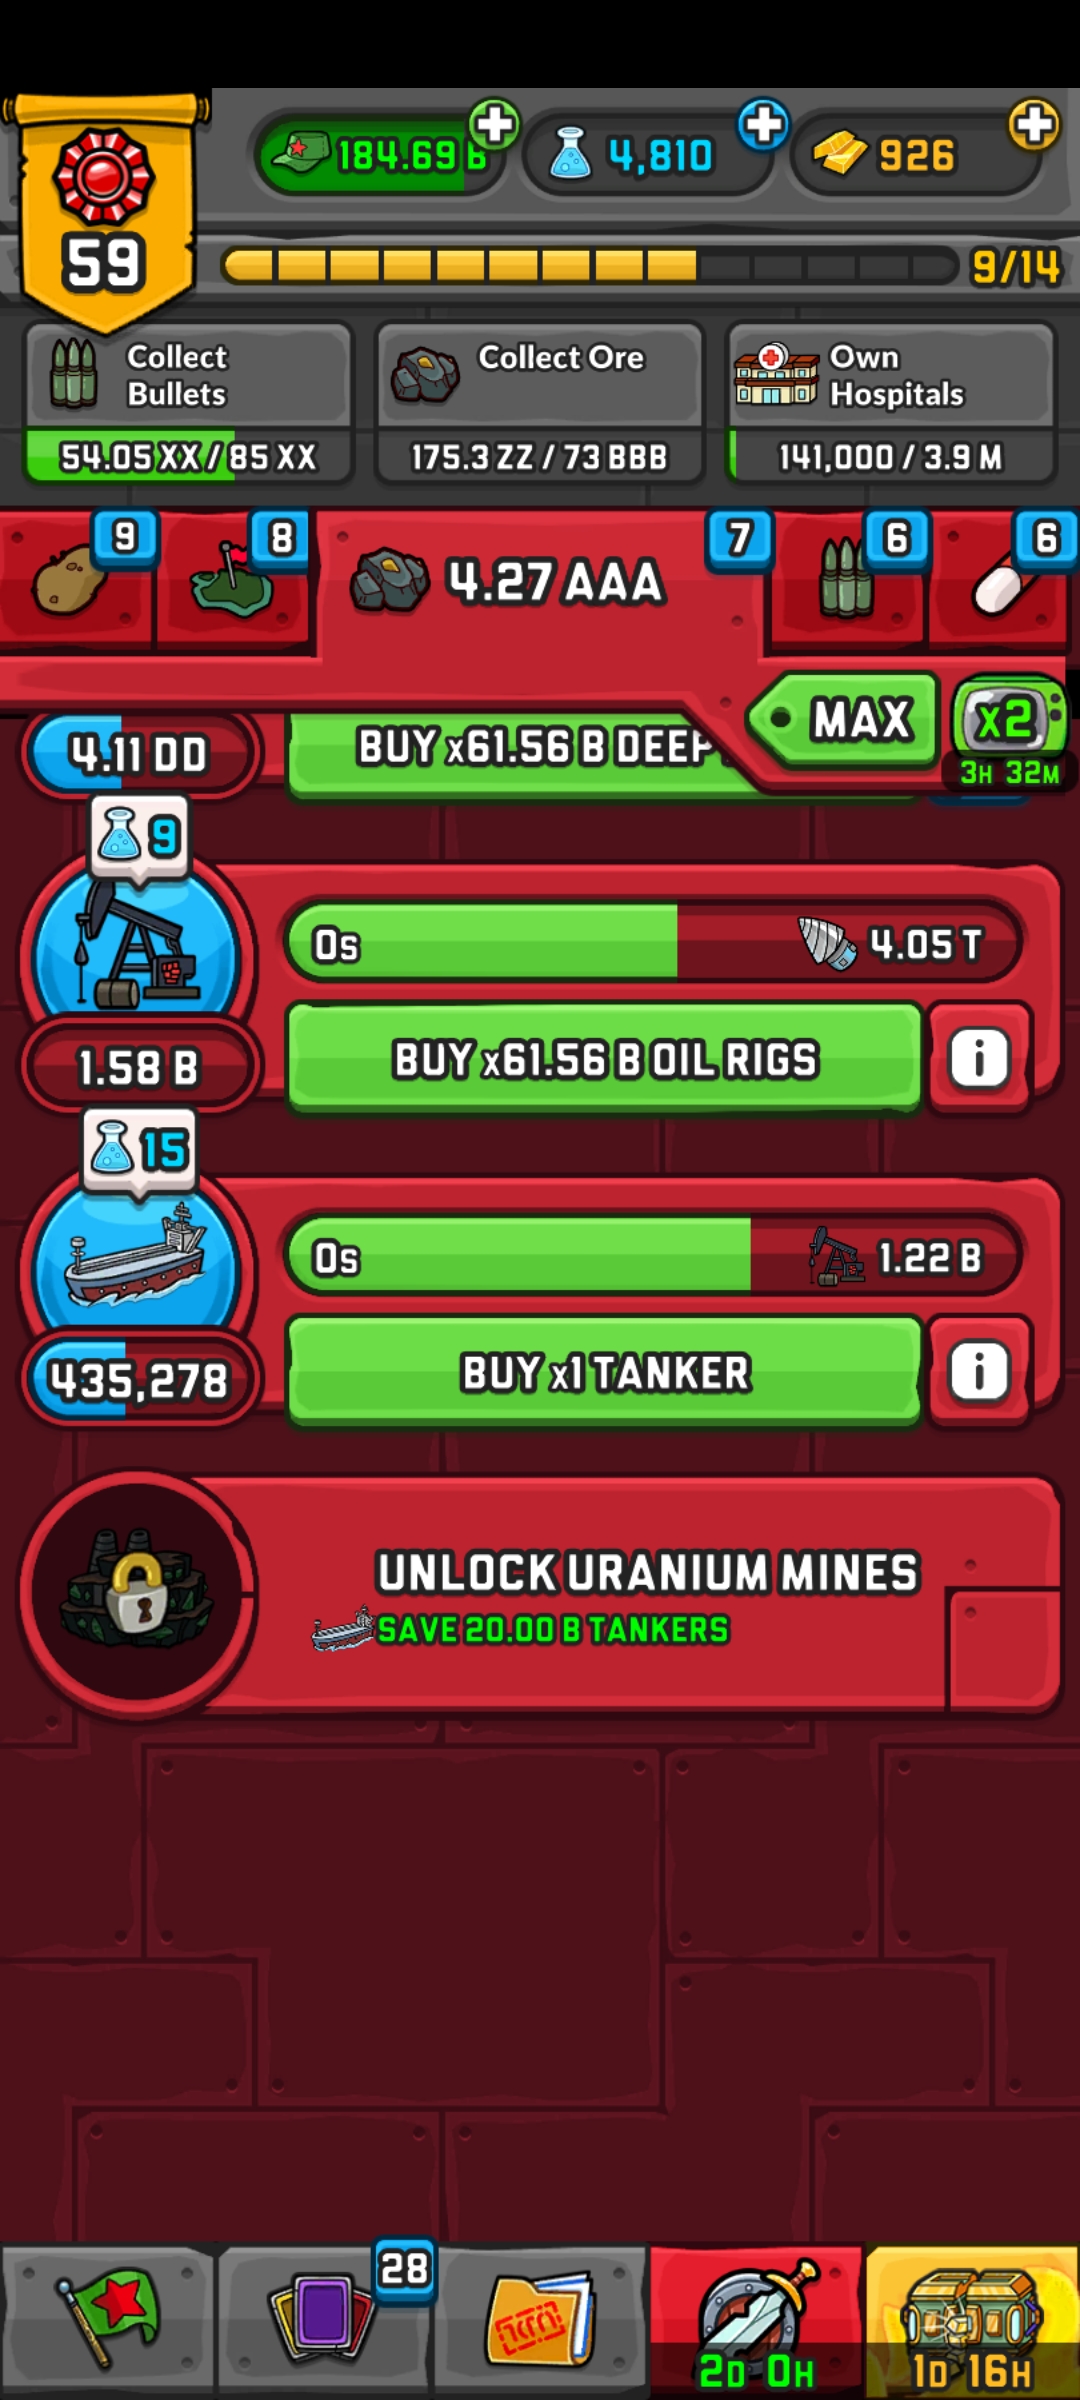 184.69 B
4,810
926
59
9/14
Collect
Bullets
54.05 XX / 85 XX
Collect Ore
175.3 ZZ / 73 BBB
Own
Hospitals
141,000 / 3.9 M
9
8
4.27 AAA
7
6
6
MAX
x2
3H 32M
4.11 DD
BUY x61.56 B DEEP
9
0s
4.05 T
1.58 B
BUY x61.56 B OIL RIGS
i
15
0s
1.22 B
435,278
BUY x1 TANKER
i
UNLOCK URANIUM MINES
SAVE 20.00 B TANKERS
28
2D 0H
1D 16H